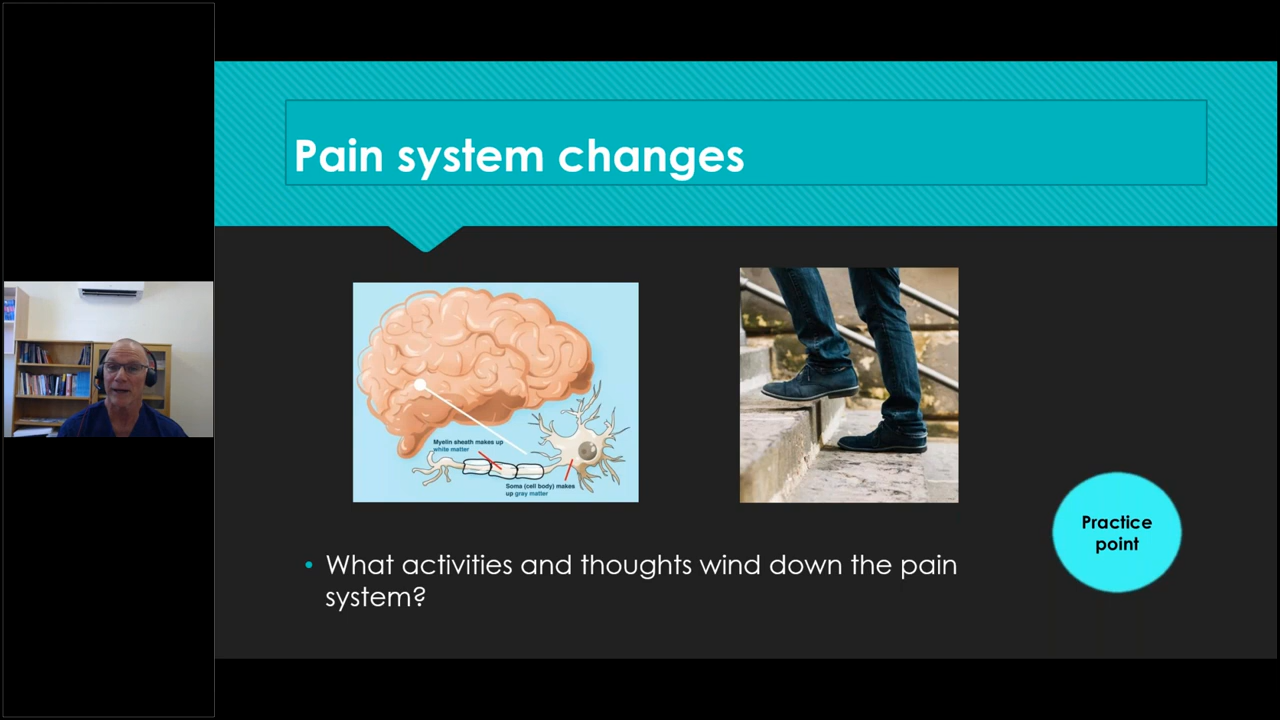 Pain system changes
Myelin sheath makes up
white matter
Soma (cell body) makes
up gray matter
Practice
point
• What activities and thoughts wind down the pain
system?